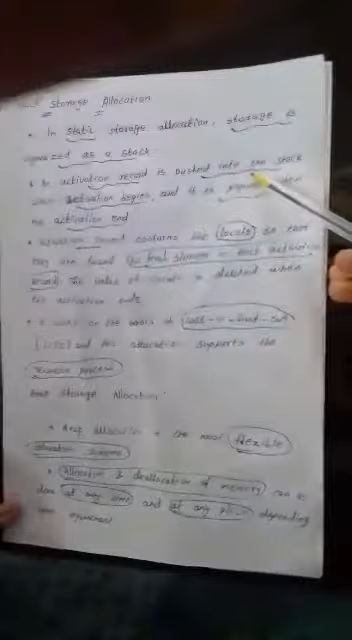 Storage Allocation
• In static storage allocation, storage is
organized as a stack
• An activation record is pushed into the stack
when activation begins, and it is popped when
the activation end
• Activation record contains the locals so that
they are bound to fresh storage in each activation
record. The value of locals is deleted when
the activation ends
• It works on the basis of last-in-first-out
(LIFO) and this allocation supports the
recursion process
Heap Storage Allocation:
• Heap allocation is the most flexible
allocation scheme
• Allocation & deallocation of memory can be
done at any time and at any place depending
upon